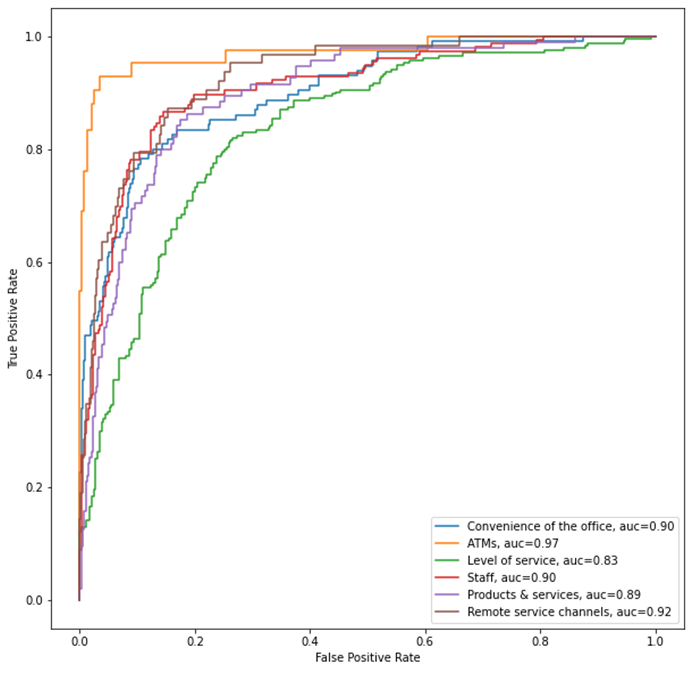 1.0
0.8
0.6
0.4
0.2
0.0
True Positive Rate
Convenience of the office, auc=0.90
ATMs, auc=0.97
Level of service, auc=0.83
Staff, auc=0.90
Products & services, auc=0.89
Remote service channels, auc=0.92
0.0 0.2 0.4 0.6 0.8 1.0
False Positive Rate